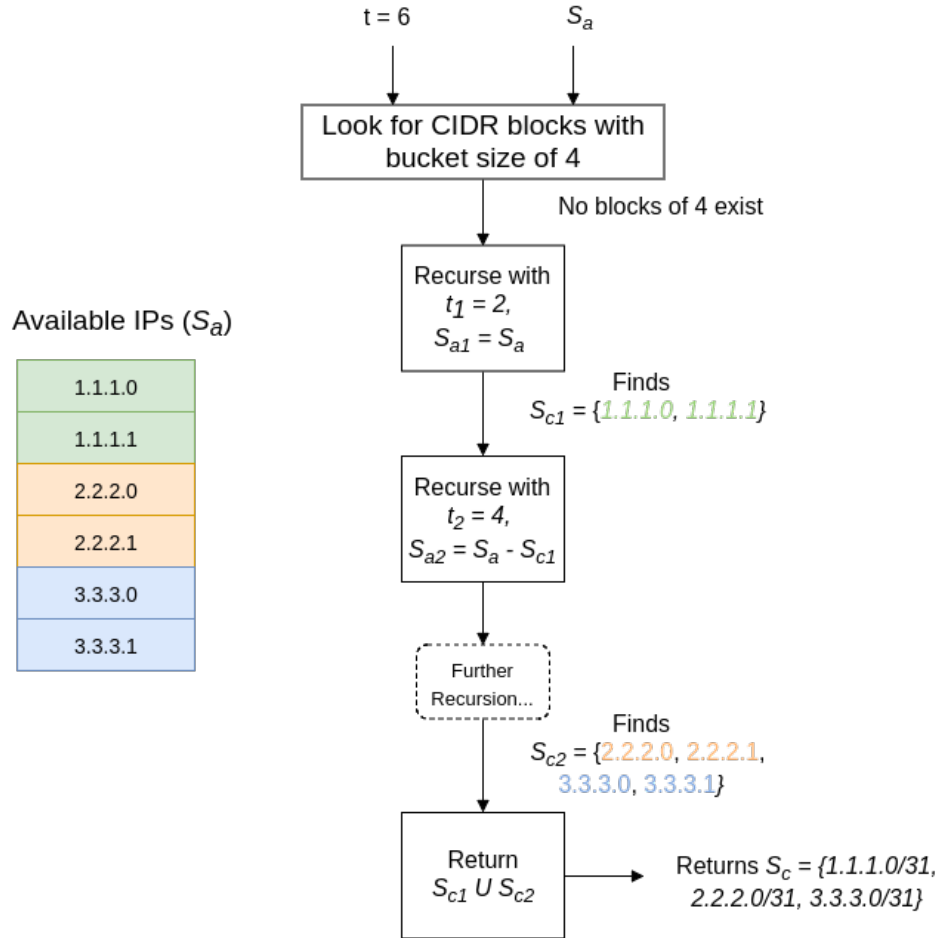 t = 6
S_a
Look for CIDR blocks with
bucket size of 4
No blocks of 4 exist
Recurse with
t_1 = 2,
S_a1 = S_a
Available IPs (S_a)
1.1.1.0
1.1.1.1
2.2.2.0
2.2.2.1
3.3.3.0
3.3.3.1
Finds
S_c1 = {1.1.1.0, 1.1.1.1}
Recurse with
t_2 = 4,
S_a2 = S_a - S_c1
Further
Recursion...
Finds
S_c2 = {2.2.2.0, 2.2.2.1,
3.3.3.0, 3.3.3.1}
Return
S_c1 U S_c2
Returns S_c = {1.1.1.0/31,
2.2.2.0/31, 3.3.3.0/31}